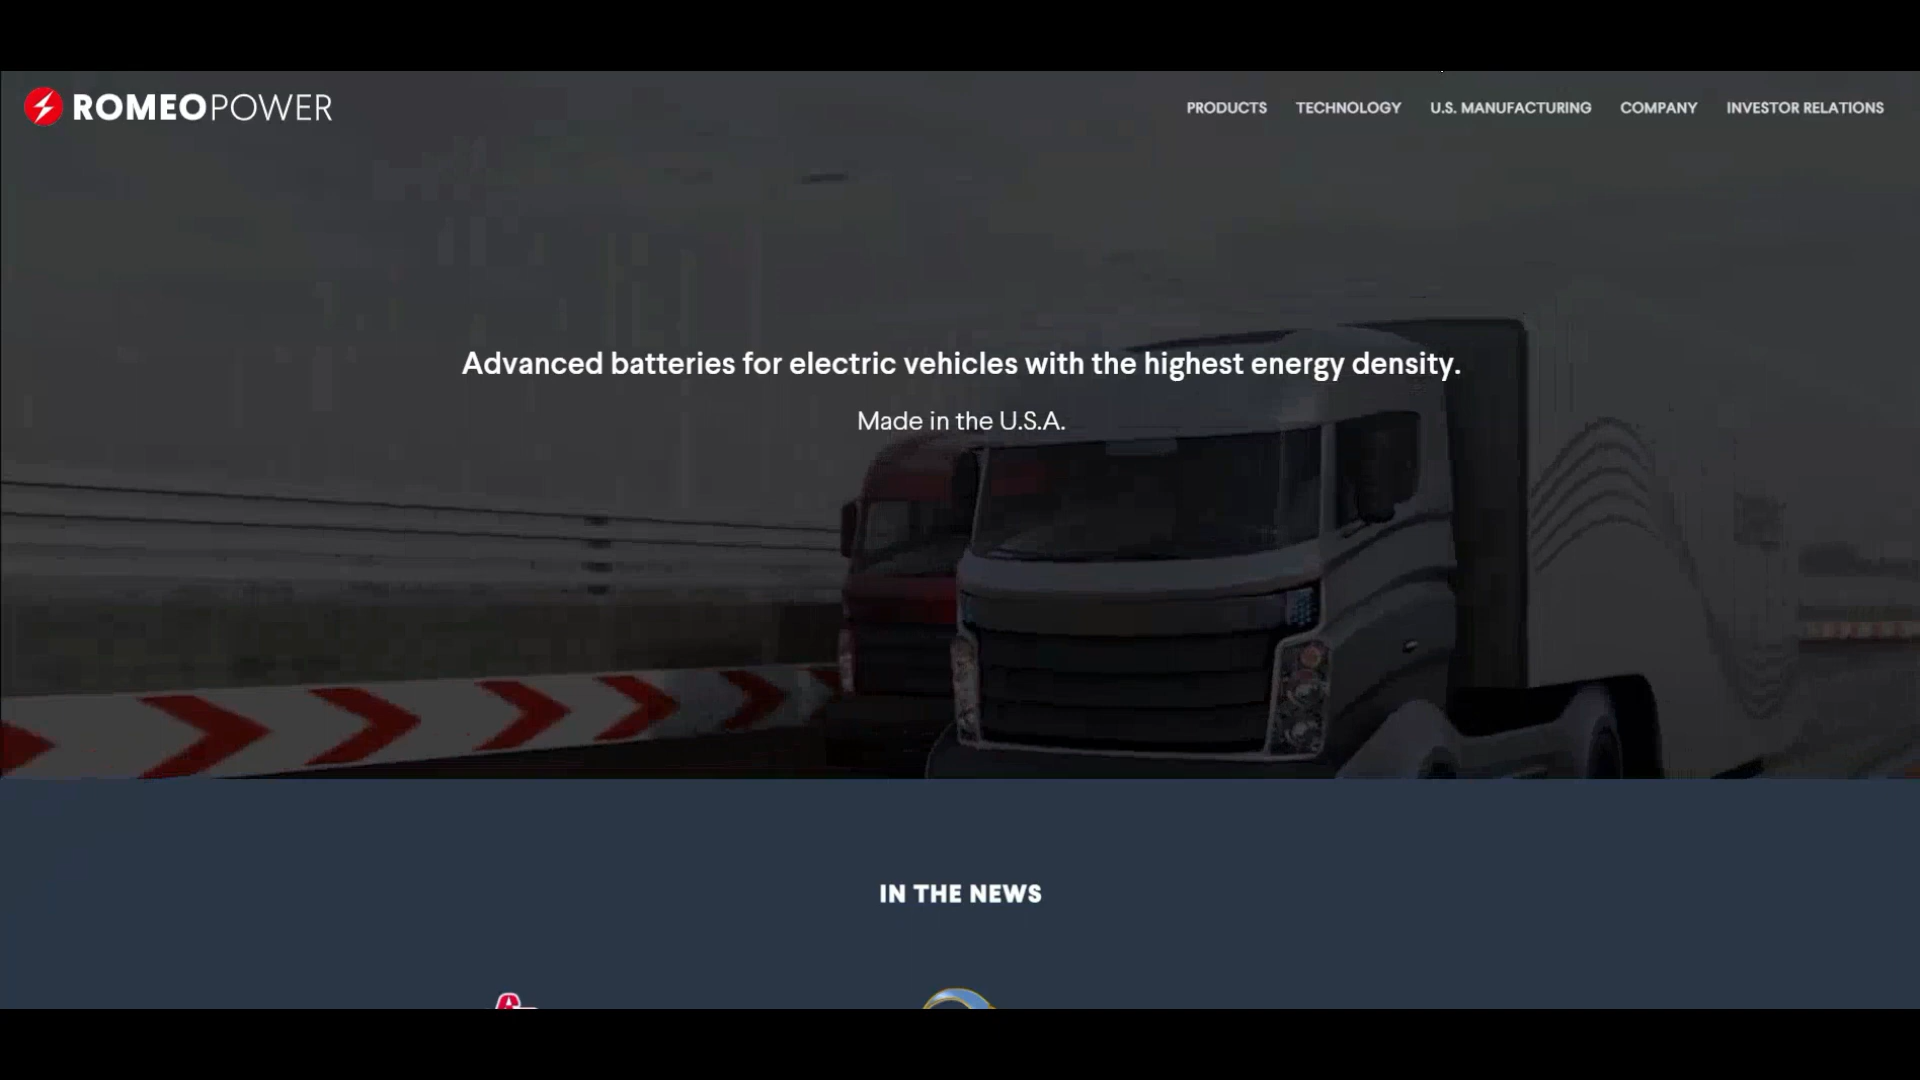 ROMEOPOWER
PRODUCTS TECHNOLOGY U.S. MANUFACTURING COMPANY INVESTOR RELATIONS
Advanced batteries for electric vehicles with the highest energy density.
Made in the U.S.A.
IN THE NEWS